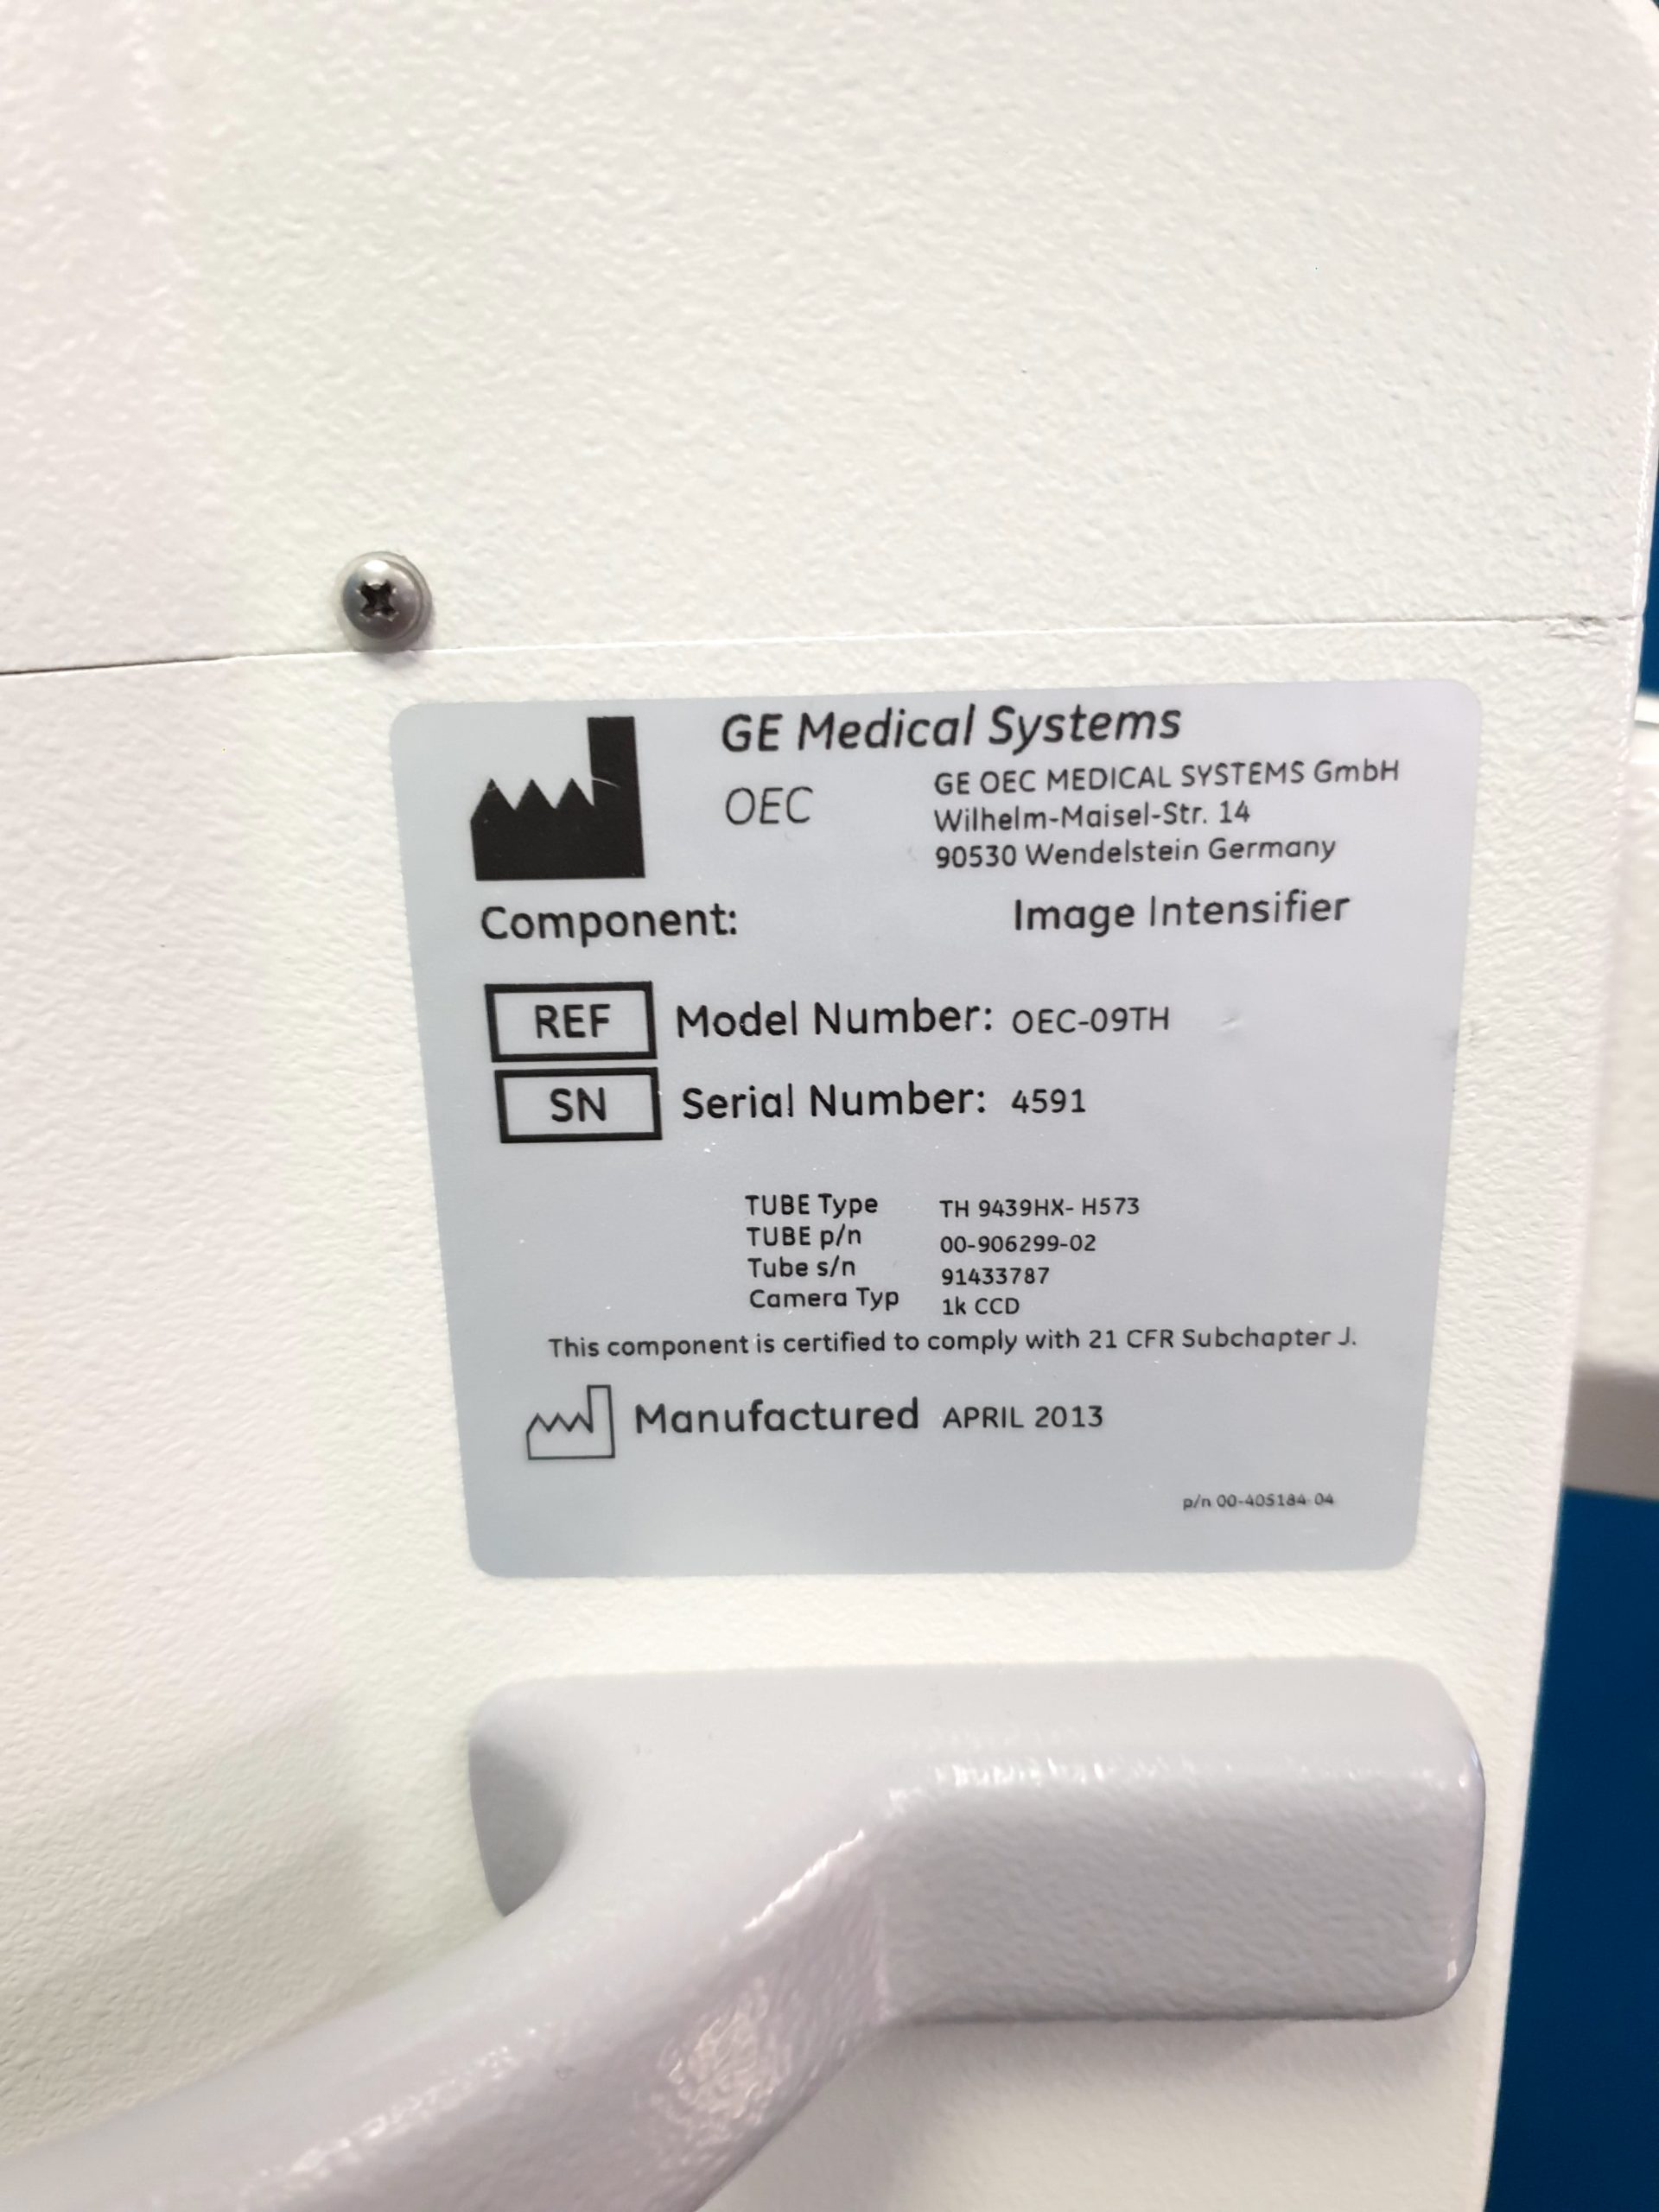 GE Medical Systems
OEC
GE OEC MEDICAL SYSTEMS GmbH
Wilhelm-Maisel-Str. 14
90530 Wendelstein Germany
Component: Image Intensifier
REF Model Number: OEC-09TH
SN Serial Number: 4591
TUBE Type TH 9439HX- H573
TUBE p/n 00-906299-02
Tube s/n 91433787
Camera Typ 1k CCD
This component is certified to comply with 21 CFR Subchapter J.
Manufactured APRIL 2013
p/n 00-405184-04